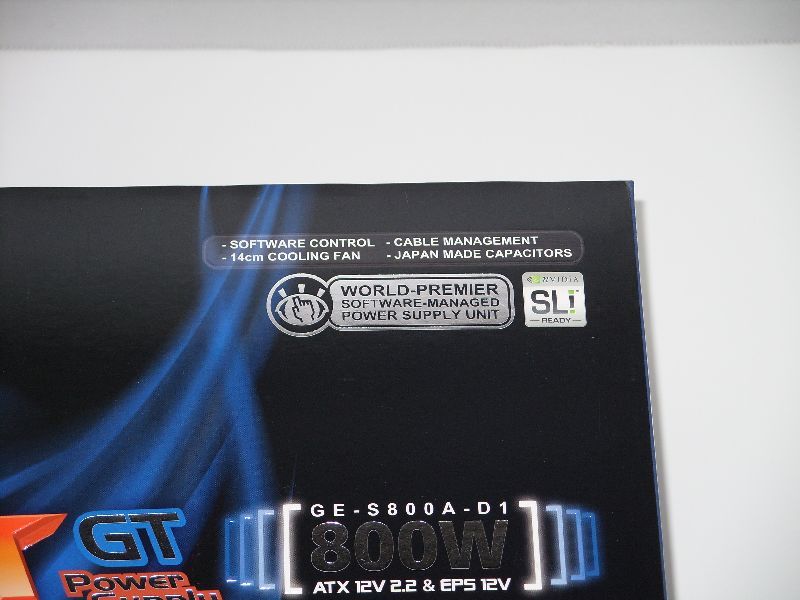 - SOFTWARE CONTROL - CABLE MANAGEMENT
- 14cm COOLING FAN - JAPAN MADE CAPACITORS
WORLD-PREMIER
SOFTWARE-MANAGED
POWER SUPPLY UNIT
NVIDIA
SLI
READY
GE-S800A-D1
800W
ATX 12V 2.2 & EPS 12V
GT
Power
Supply